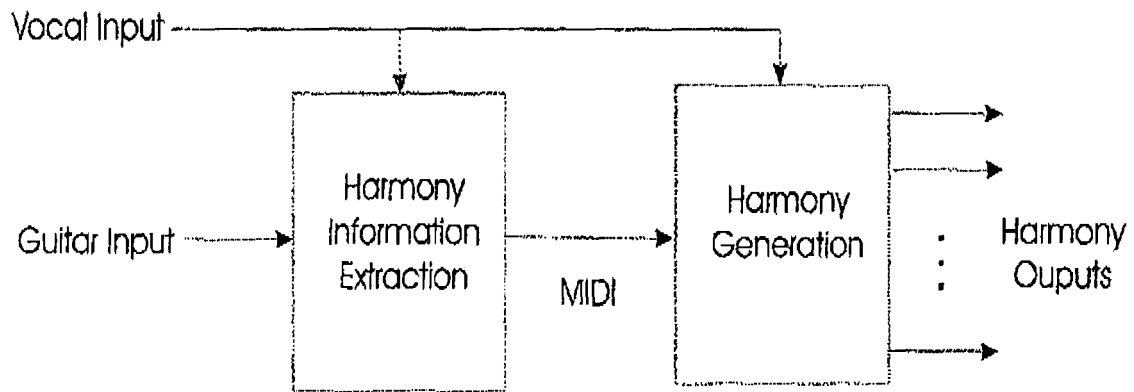 Vocal Input
Harmony
Information
Extraction
Guitar Input
MIDI
Harmony
Generation
Harmony
Ouputs